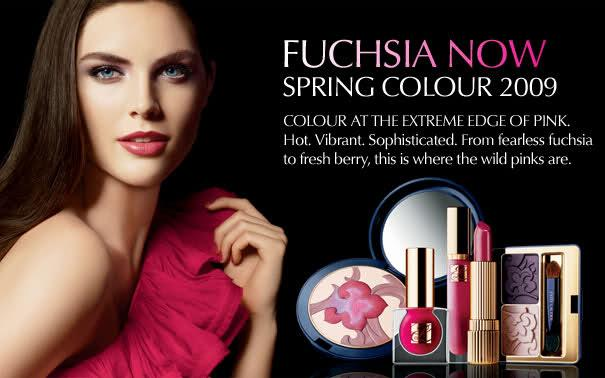 FUCHSIA NOW
SPRING COLOUR 2009
COLOUR AT THE EXTREME EDGE OF PINK.
Hot. Vibrant. Sophisticated. From fearless fuchsia
to fresh berry, this is where the wild pinks are.